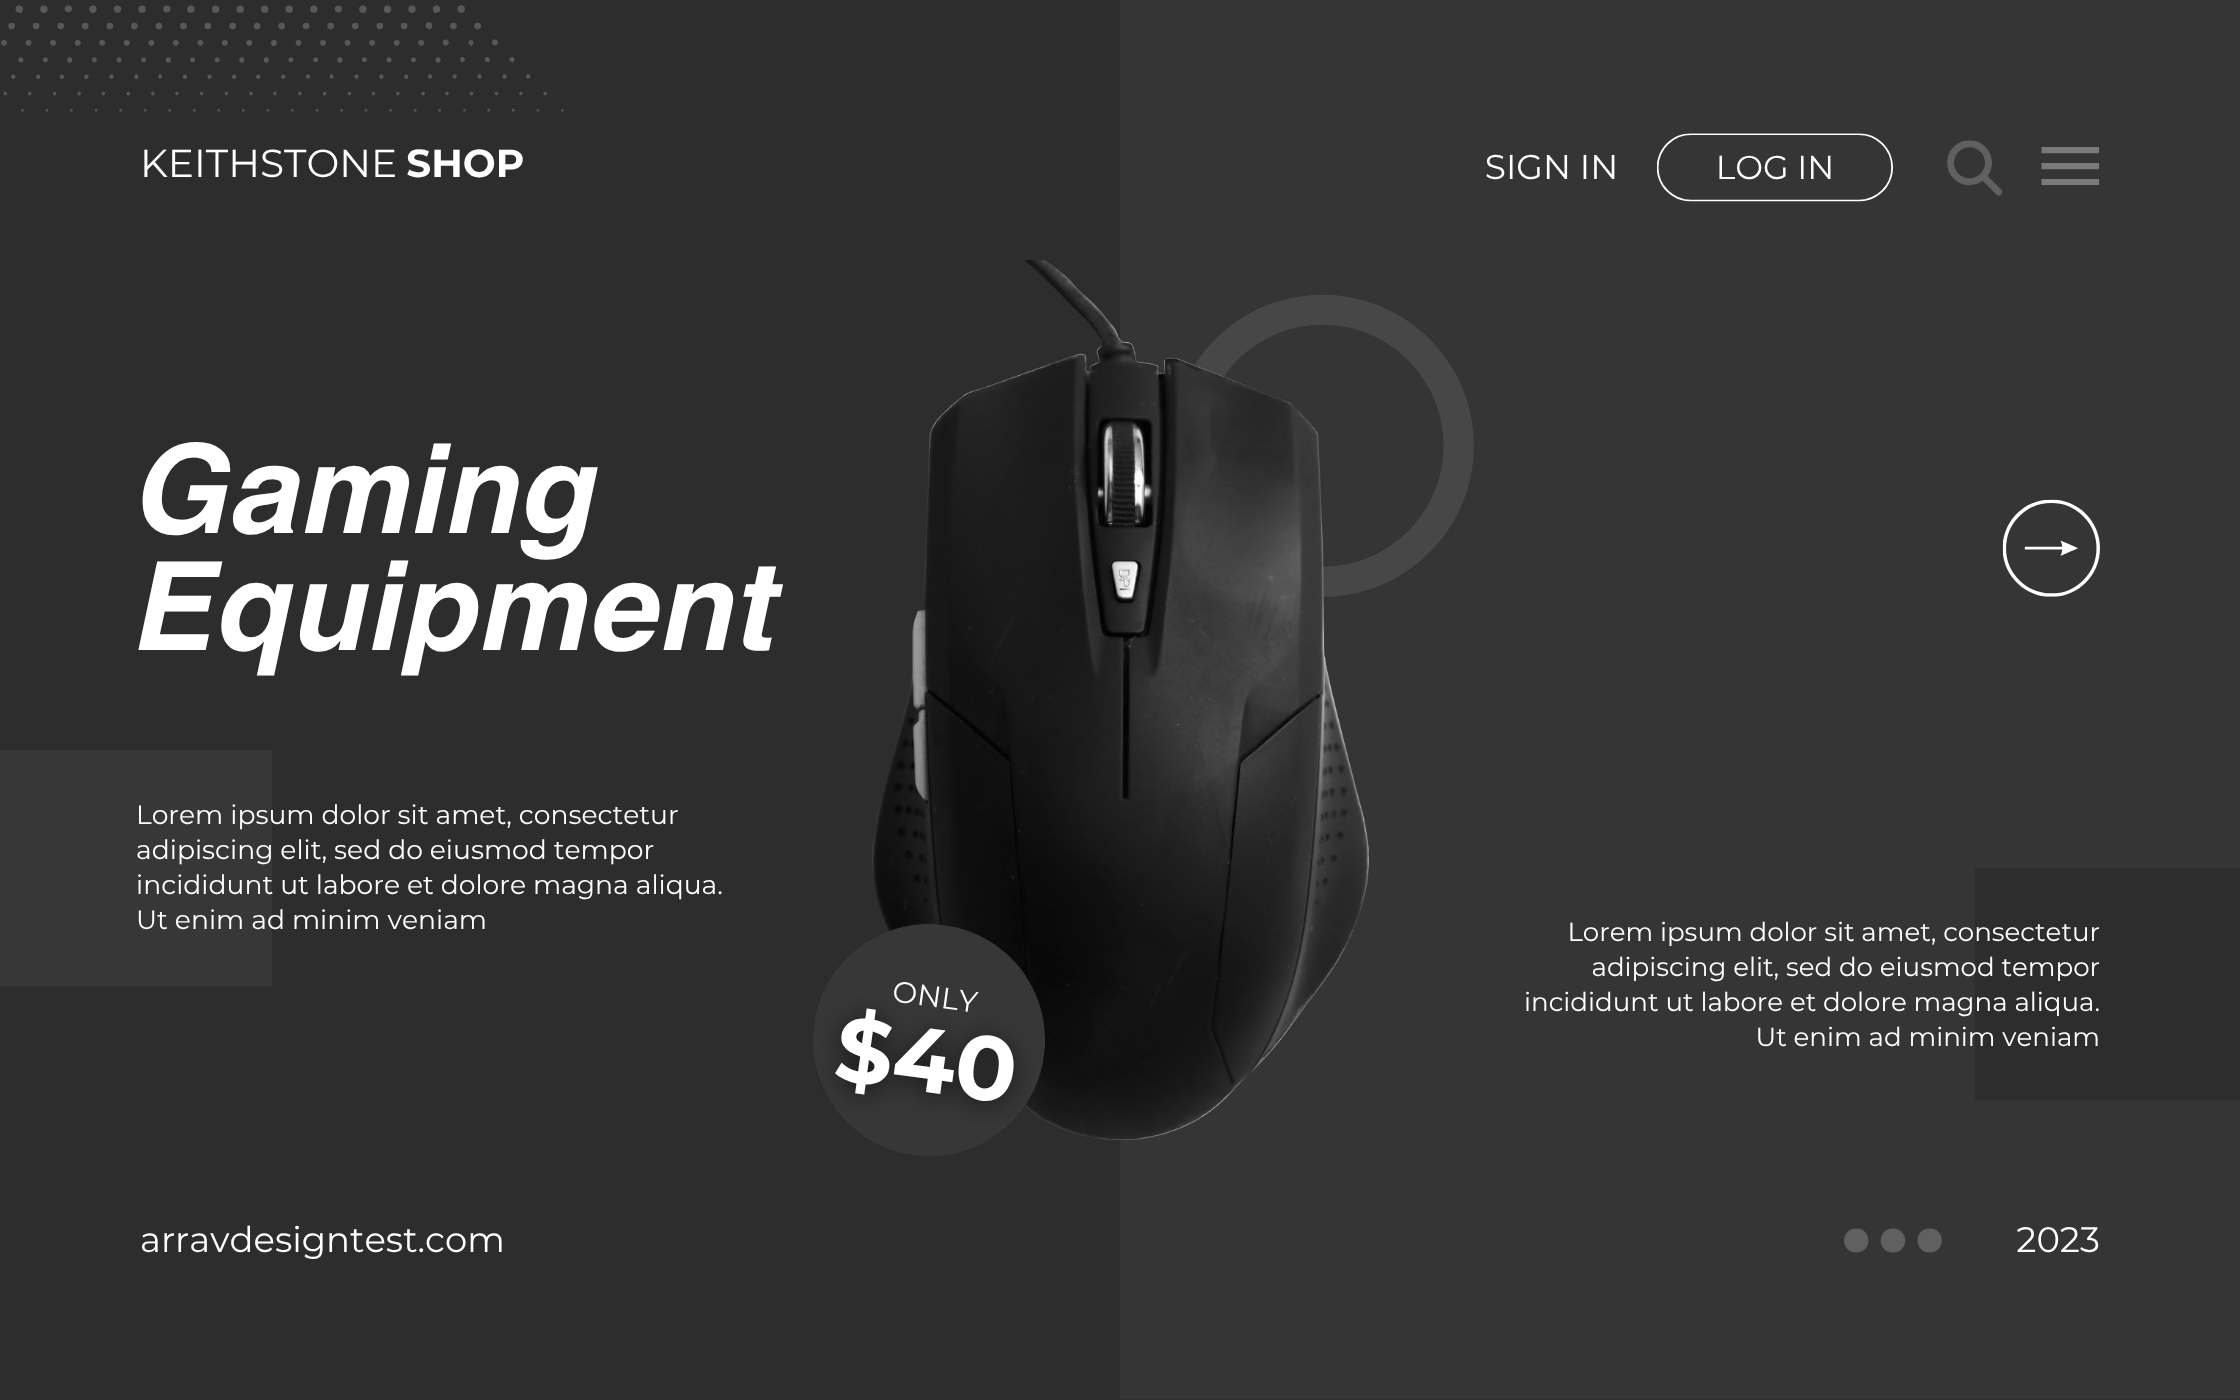 KEITHSTONE SHOP
SIGN IN
LOG IN
Gaming
Equipment
DPI
Lorem ipsum dolor sit amet, consectetur
adipiscing elit, sed do eiusmod tempor
incididunt ut labore et dolore magna aliqua.
Ut enim ad minim veniam
ONLY
$40
Lorem ipsum dolor sit amet, consectetur
adipiscing elit, sed do eiusmod tempor
incididunt ut labore et dolore magna aliqua.
Ut enim ad minim veniam
arravdesigntest.com
2023